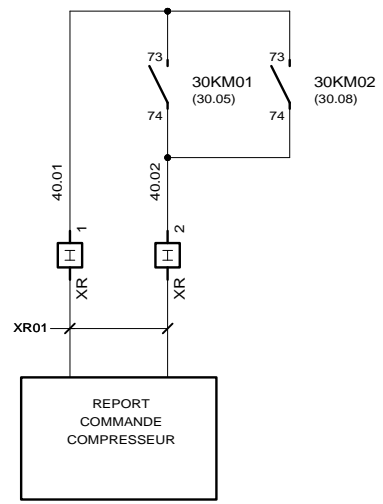 73
30KM01
(30.05)
74
73
30KM02
(30.08)
74
40.01
40.02
1
2
XR
XR
XR01
REPORT
COMMANDE
COMPRESSEUR